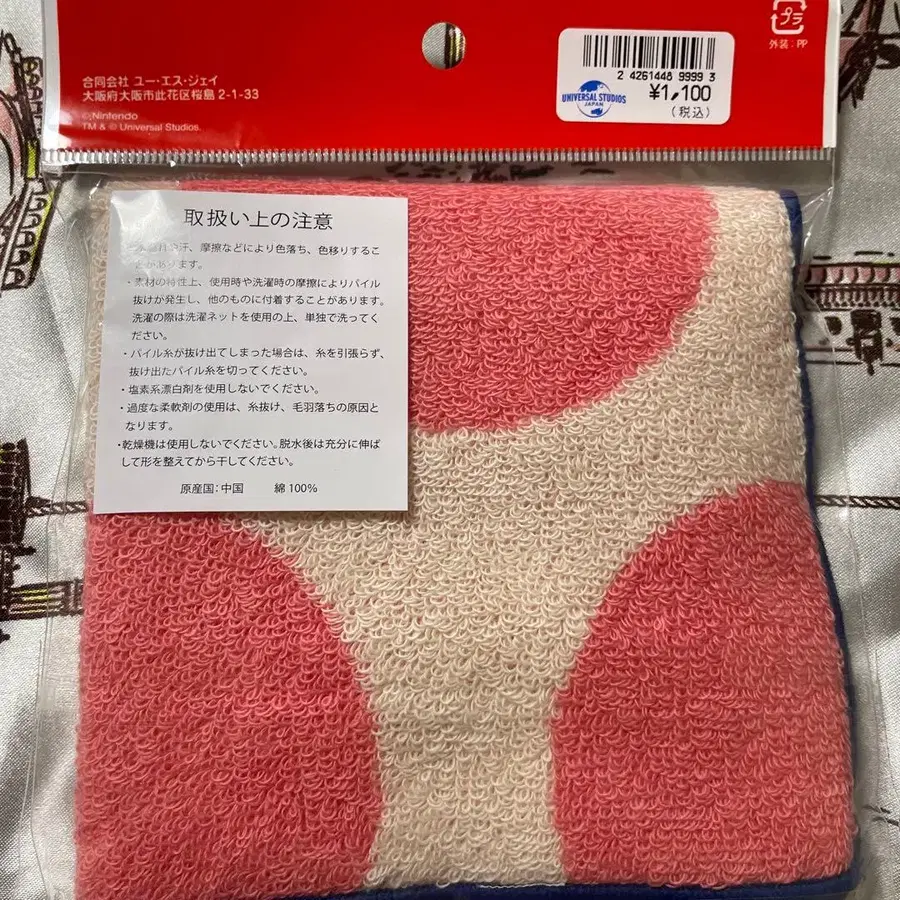 合同会社 ユー・エス・ジェイ
大阪府大阪市此花区桜島 2-1-33
©Nintendo
TM & © Universal Studios.
プラ
外装：PP
2 4261448 9999 3
UNIVERSAL STUDIOS
JAPAN
¥1,100
(税込)
取扱い上の注意
汗、摩擦などにより色落ち、色移りするこ
とがあります。
・素材の特性上、使用時や洗濯時の摩擦によりパイル
抜けが発生し、他のものに付着することがあります。
洗濯の際は洗濯ネットを使用の上、単独で洗ってく
ださい。
・パイル糸が抜け出てしまった場合は、糸を引張らず、
抜け出たパイル糸を切ってください。
・塩素系漂白剤を使用しないでください。
・過度な柔軟剤の使用は、糸抜け、毛羽落ちの原因と
なります。
・乾燥機は使用しないでください。脱水後は充分に伸ば
して形を整えてから干してください。
原産国：中国 綿 100%